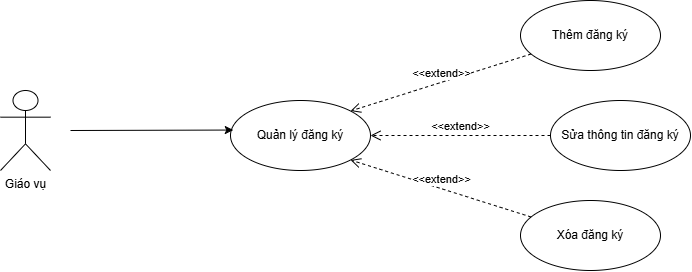 Thêm đăng ký
<<extend>>
Quản lý đăng ký
<<extend>>
Sửa thông tin đăng ký
Giáo vụ
<<extend>>
Xóa đăng ký